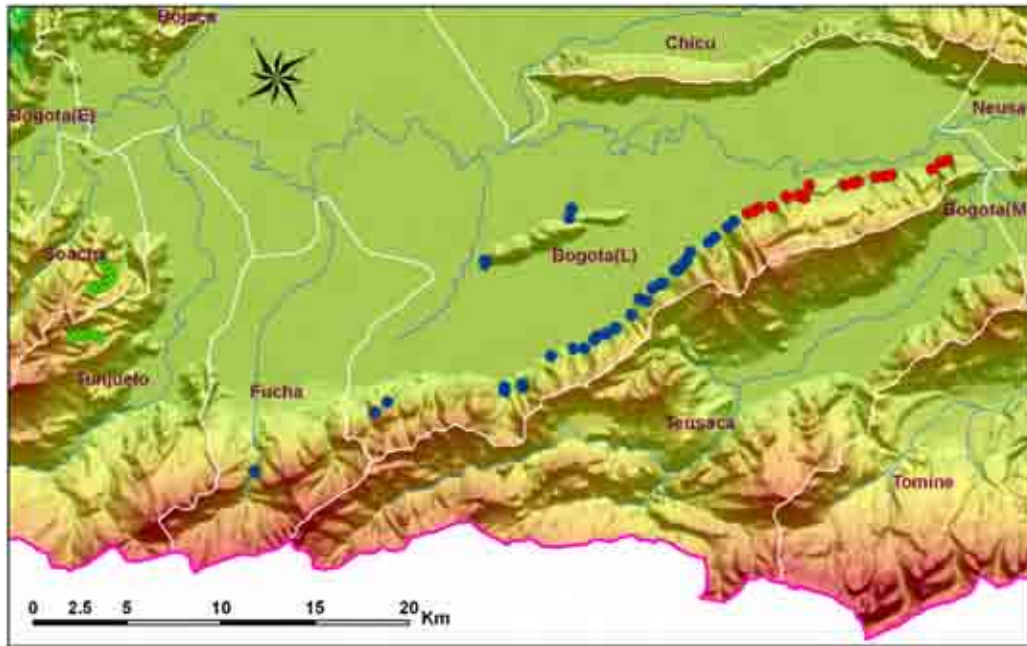 Bojaca
Chicu
Bogota(E)
Neusa
Bogota(M
Soacha
Bogota(L)
Tunjuelo
Fucha
Teusaca
Tomine
0 2.5 5 10 15 20 Km